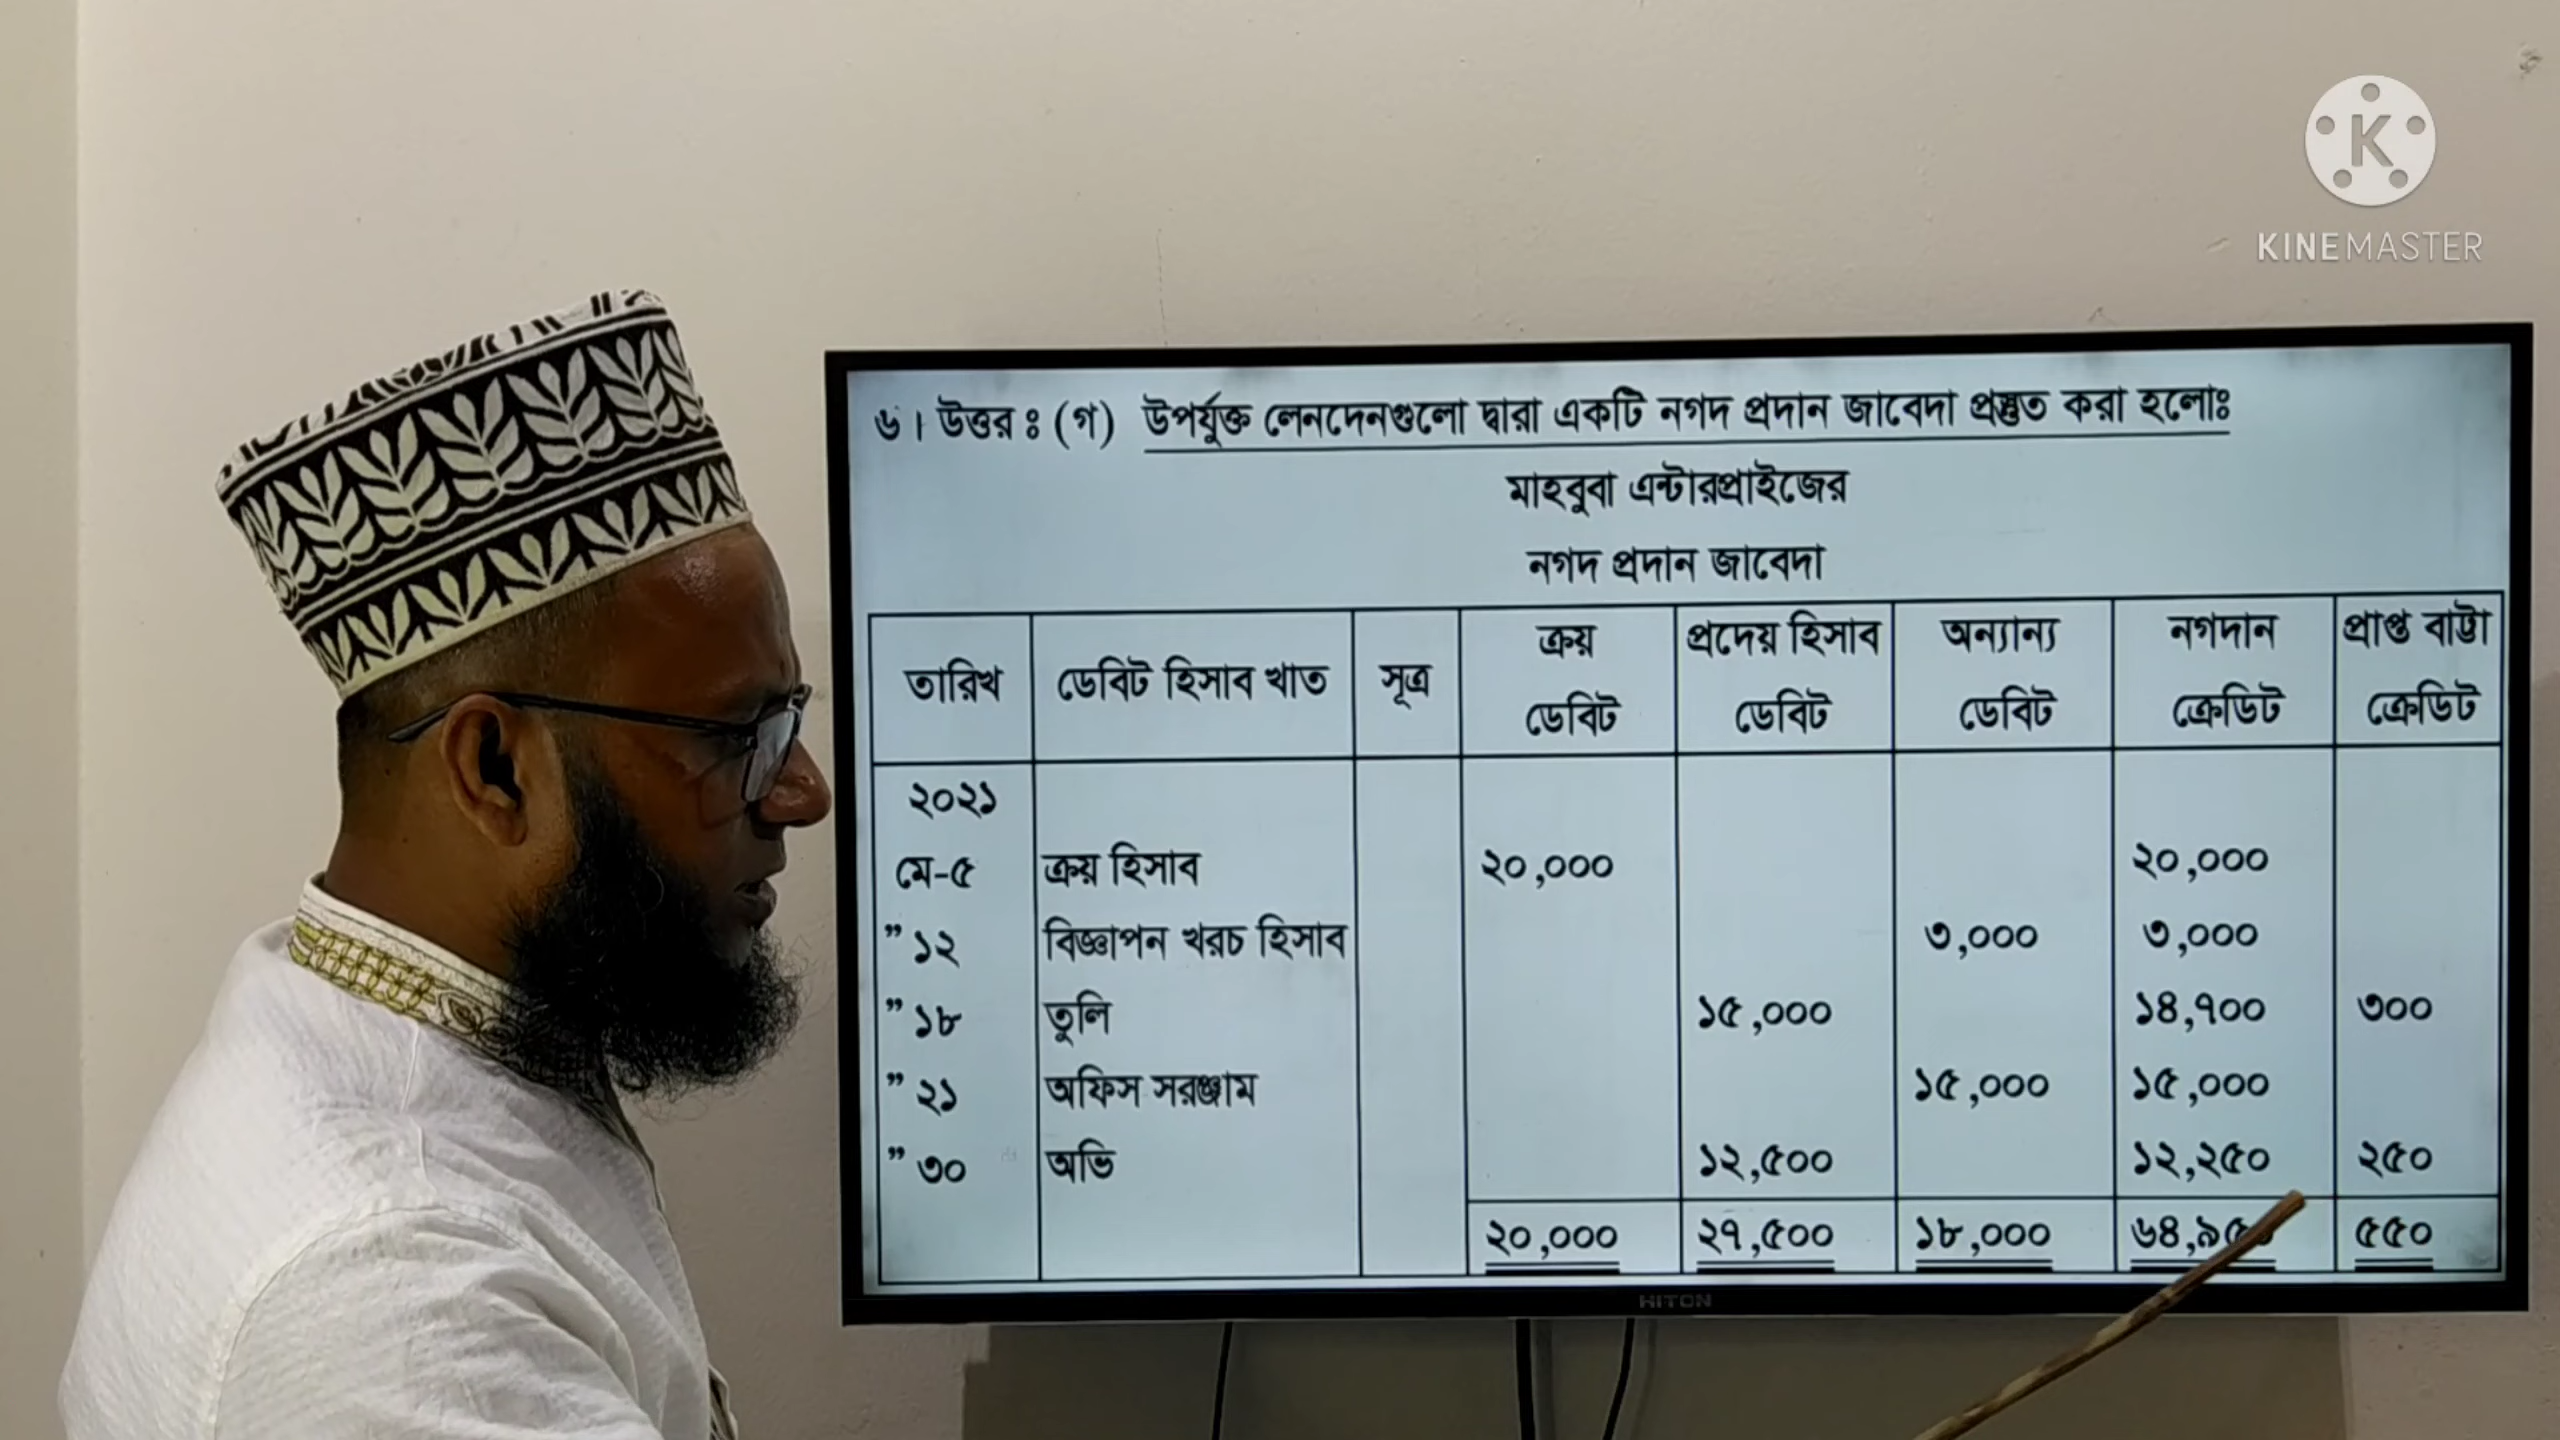 K
KINEMASTER
৬। উত্তর ঃ (গ) উপর্যুক্ত লেনদেনগুলো দ্বারা একটি নগদ প্রদান জাবেদা প্রস্তুত করা হলোঃ
মাহবুবা এন্টারপ্রাইজের
নগদ প্রদান জাবেদা
তারিখ ডেবিট হিসাব খাত সূত্র ক্রয় ডেবিট প্রদেয় হিসাব ডেবিট অন্যান্য ডেবিট নগদান ক্রেডিট প্রাপ্ত বাট্টা ক্রেডিট
২০২১
মে-৫ ক্রয় হিসাব ২০,০০০ ২০,০০০
” ১২ বিজ্ঞাপন খরচ হিসাব ৩,০০০ ৩,০০০
” ১৮ তুলি ১৫,০০০ ১৪,৭০০ ৩০০
” ২১ অফিস সরঞ্জাম ১৫,০০০ ১৫,০০০
” ৩০ অভি ১২,৫০০ ১২,২৫০ ২৫০
২০,০০০ ২৭,৫০০ ১৮,০০০ ৬৪,৯৫০ ৫৫০
HITON